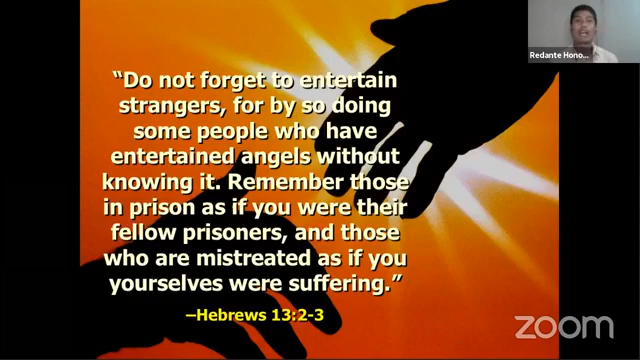 “Do not forget to entertain
strangers, for by so doing
some people who have
entertained angels without
knowing it. Remember those
in prison as if you were their
fellow prisoners, and those
who are mistreated as if you
yourselves were suffering.”
–Hebrews 13:2-3
Redante Hono...
zoom